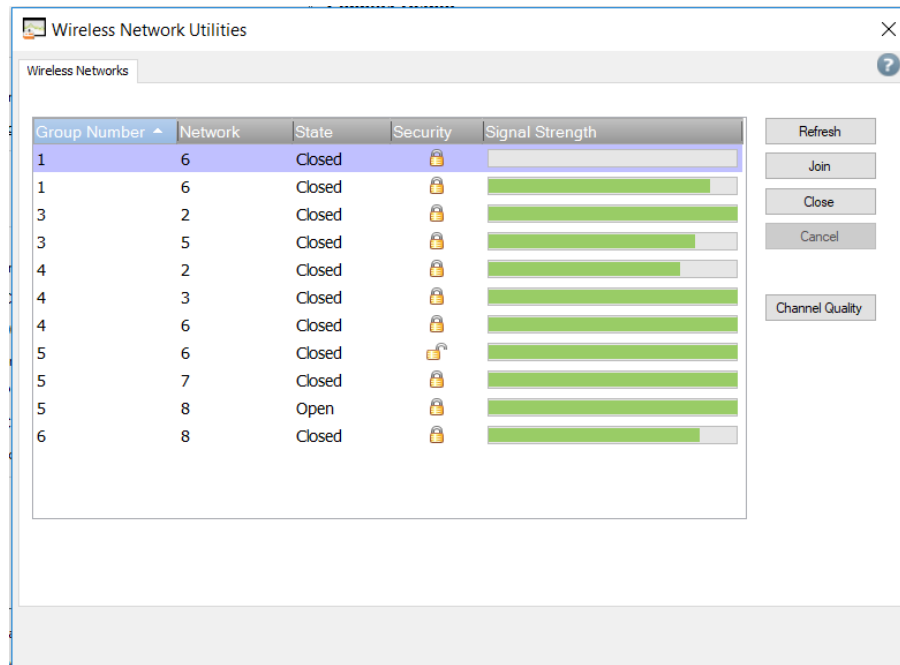 Wireless Network Utilities
Wireless Networks
Group Number Network State Security Signal Strength
1 6 Closed
1 6 Closed
3 2 Closed
3 5 Closed
4 2 Closed
4 3 Closed
4 6 Closed
5 6 Closed
5 7 Closed
5 8 Open
6 8 Closed
Refresh
Join
Close
Cancel
Channel Quality